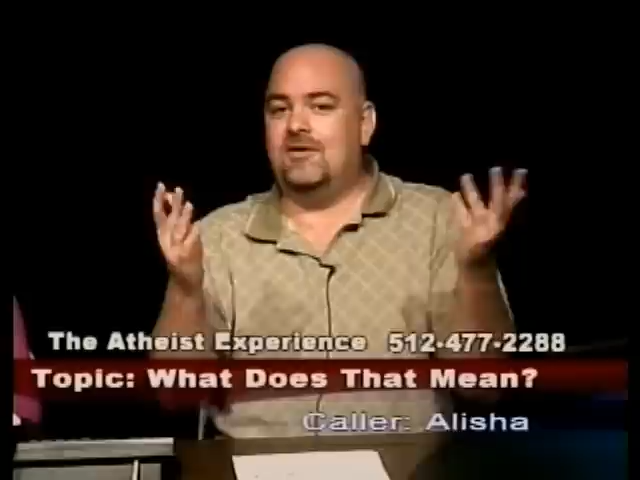 The Atheist Experience 512-477-2288
Topic: What Does That Mean?
Caller: Alisha